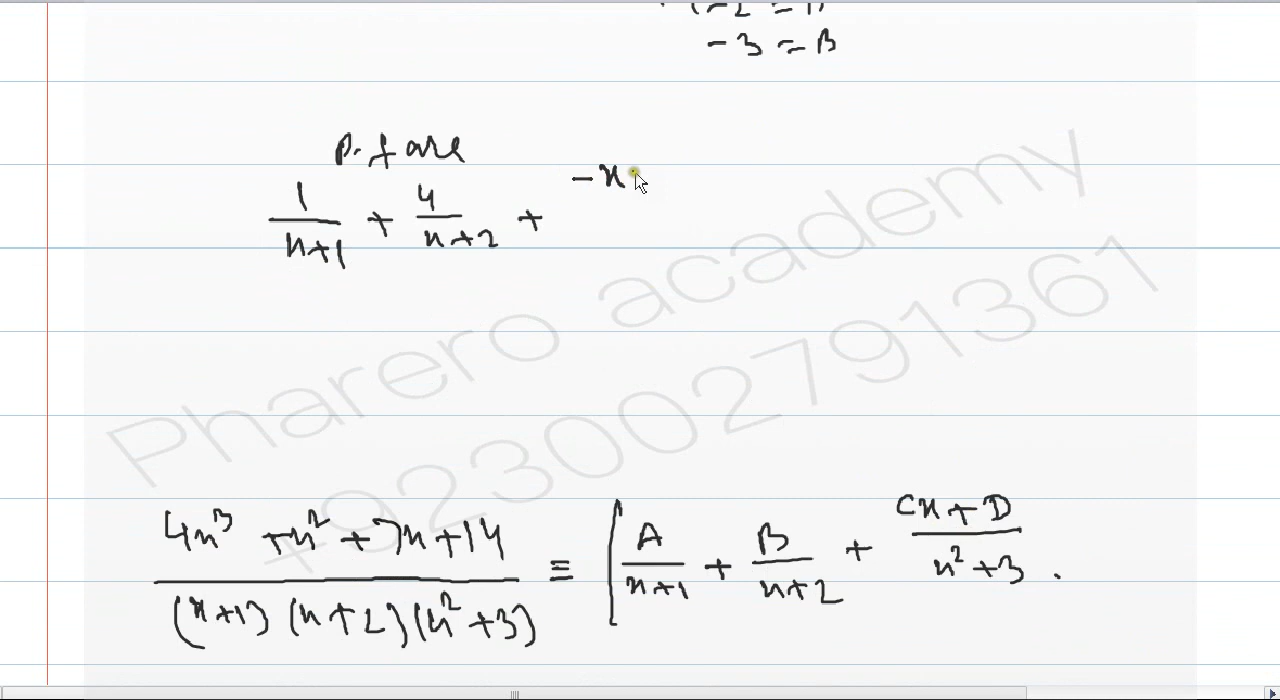 - 3 = B
p. f are
1/(x+1) + 4/(x+2) + -x
Pharero academy
+923002791361
(4x³ + x² + 7x + 14)/((x+1)(x+2)(x²+3)) ≡ [ A/(x+1) + B/(x+2) + (Cx + D)/(x²+3) .